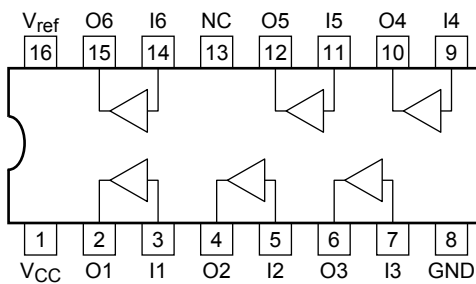 Vref O6 I6 NC O5 I5 O4 I4
16 15 14 13 12 11 10 9
1 2 3 4 5 6 7 8
VCC O1 I1 O2 I2 O3 I3 GND